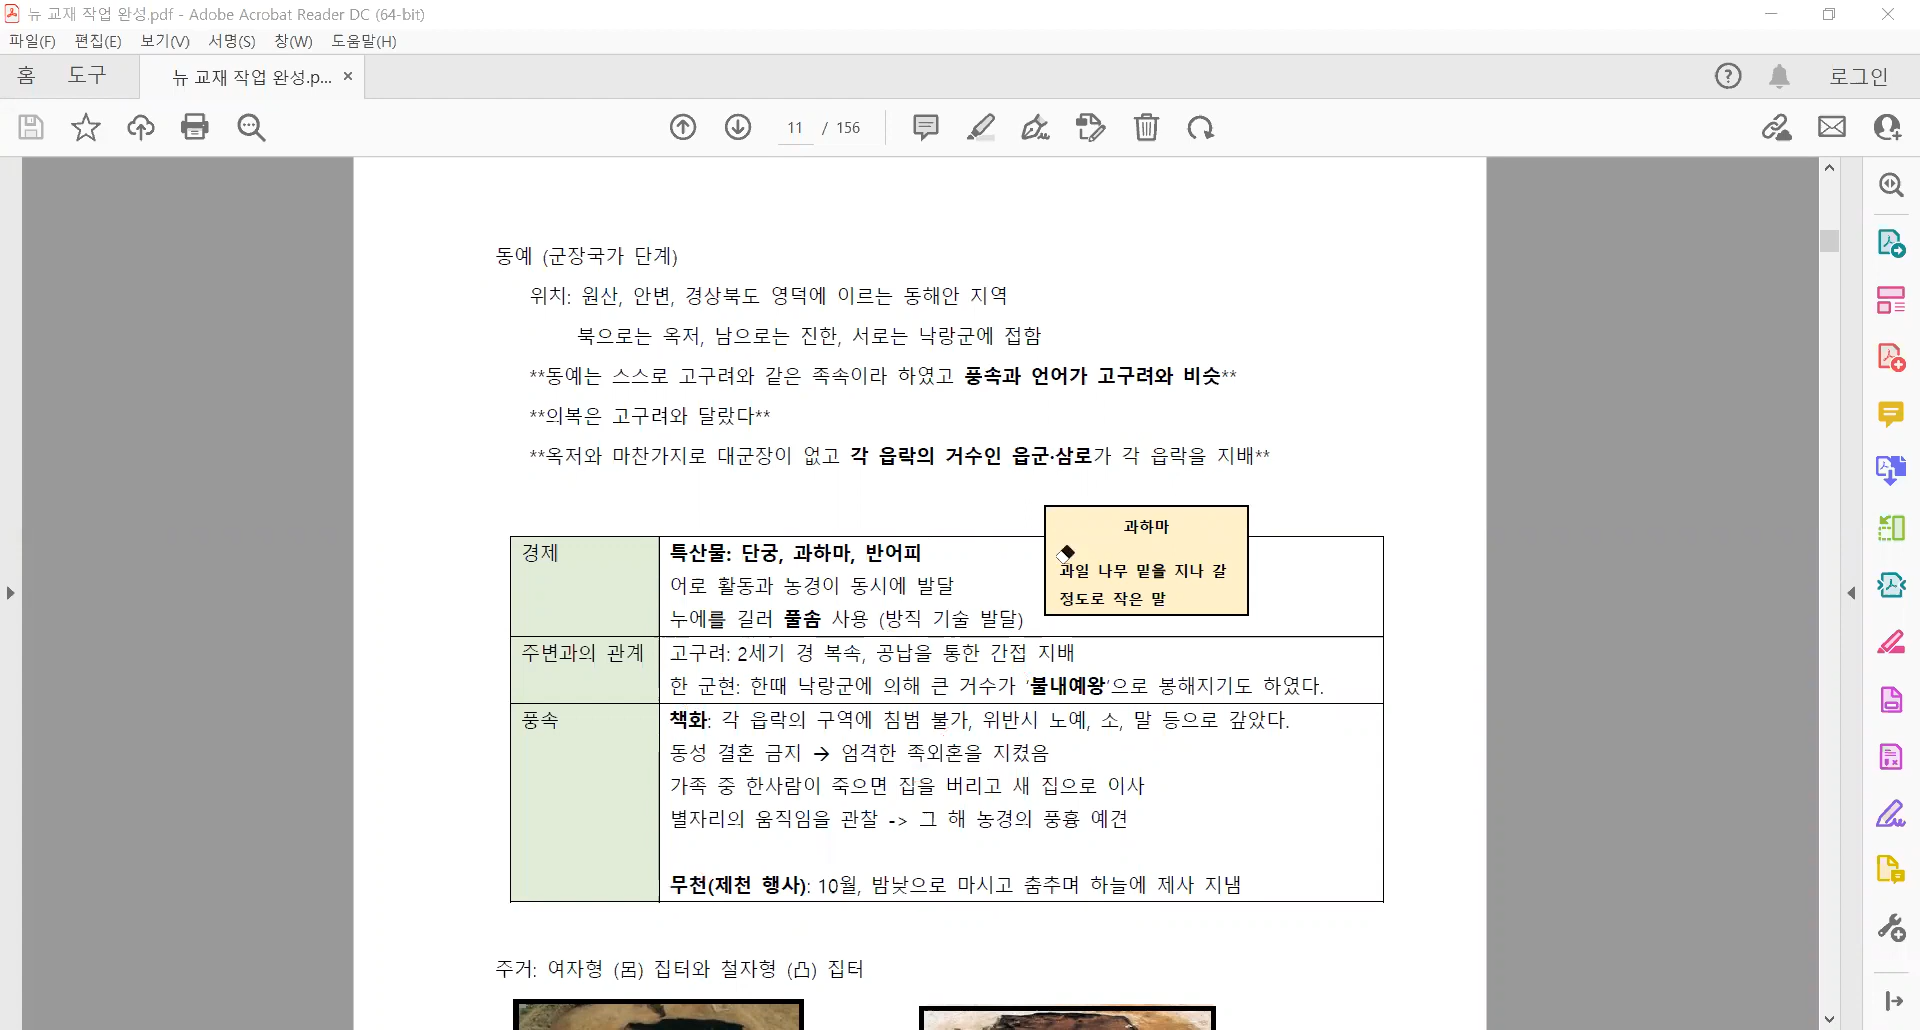 뉴 교재 작업 완성.pdf - Adobe Acrobat Reader DC (64-bit)
파일(F) 편집(E) 보기(V) 서명(S) 창(W) 도움말(H)
홈 도구 뉴 교재 작업 완성.p... × 로그인
11 / 156
동예 (군장국가 단계)
위치: 원산, 안변, 경상북도 영덕에 이르는 동해안 지역
북으로는 옥저, 남으로는 진한, 서로는 낙랑군에 접함
**동예는 스스로 고구려와 같은 족속이라 하였고 풍속과 언어가 고구려와 비슷**
**의복은 고구려와 달랐다**
**옥저와 마찬가지로 대군장이 없고 각 읍락의 거수인 읍군·삼로가 각 읍락을 지배**
과하마
과일 나무 밑을 지나 갈
정도로 작은 말
경제
특산물: 단궁, 과하마, 반어피
어로 활동과 농경이 동시에 발달
누에를 길러 풀솜 사용 (방직 기술 발달)
주변과의 관계
고구려: 2세기 경 복속, 공납을 통한 간접 지배
한 군현: 한때 낙랑군에 의해 큰 거수가 '불내예왕'으로 봉해지기도 하였다.
풍속
책화: 각 읍락의 구역에 침범 불가, 위반시 노예, 소, 말 등으로 갚았다.
동성 결혼 금지 → 엄격한 족외혼을 지켰음
가족 중 한사람이 죽으면 집을 버리고 새 집으로 이사
별자리의 움직임을 관찰 -> 그 해 농경의 풍흉 예견
무천(제천 행사): 10월, 밤낮으로 마시고 춤추며 하늘에 제사 지냄
주거: 여자형 (呂) 집터와 철자형 (凸) 집터